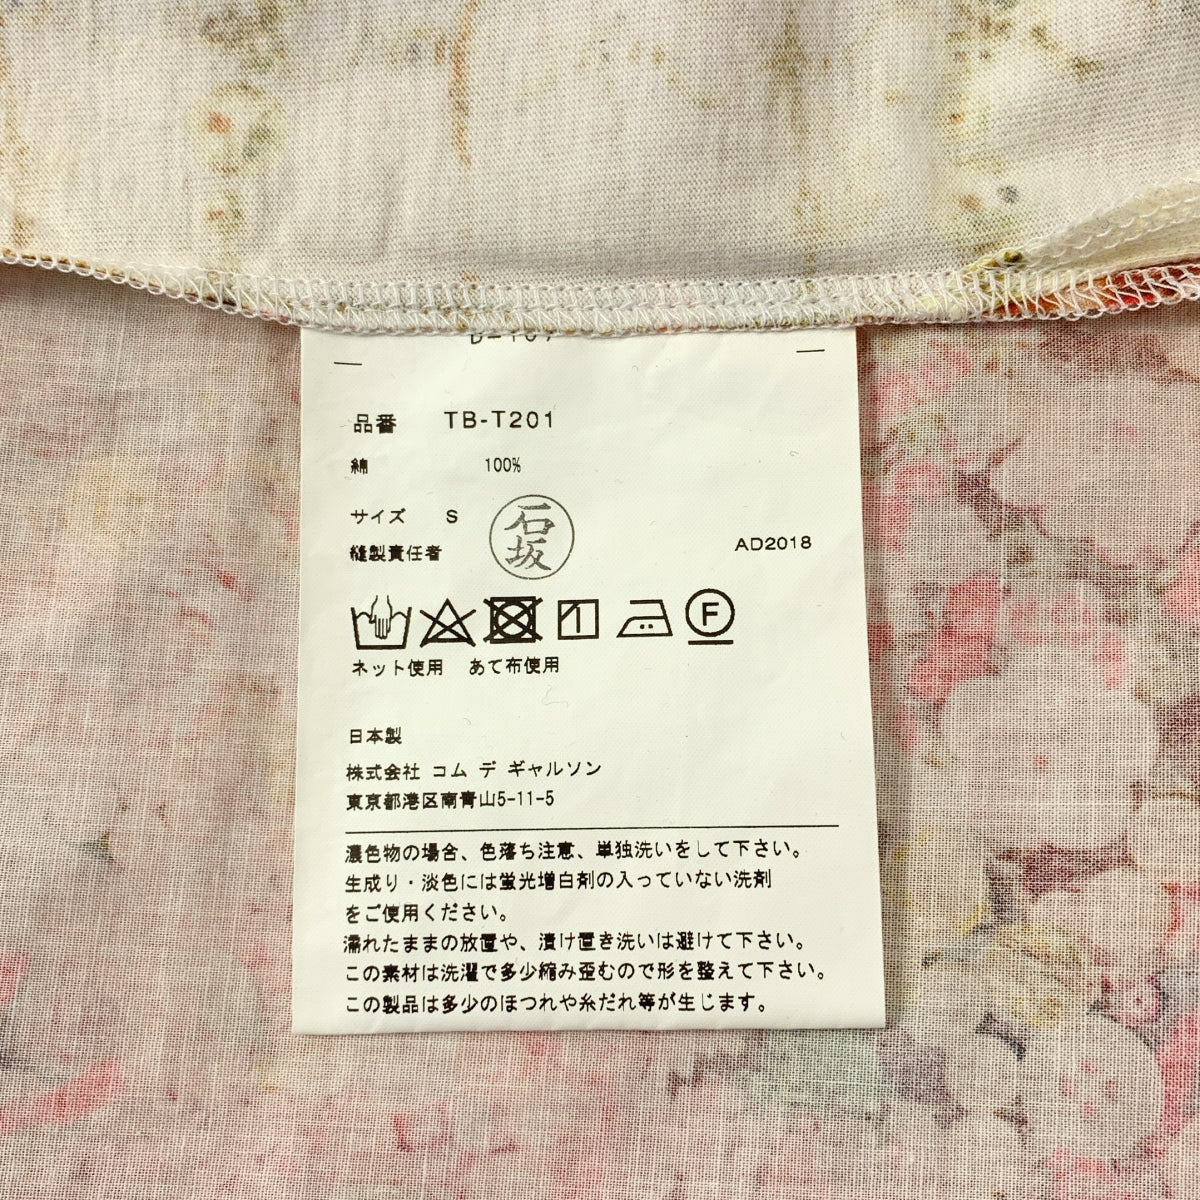 品番 TB-T201
綿 100%
サイズ S
石坂
縫製責任者
AD2018
F
ネット使用 あて布使用
日本製
株式会社 コム デ ギャルソン
東京都港区南青山5-11-5
濃色物の場合、色落ち注意、単独洗いをして下さい。
生成り・淡色には蛍光増白剤の入っていない洗剤
をご使用ください。
濡れたままの放置や、漬け置き洗いは避けて下さい。
この素材は洗濯で多少縮み歪むので形を整えて下さい。
この製品は多少のほつれや糸だれ等が生じます。